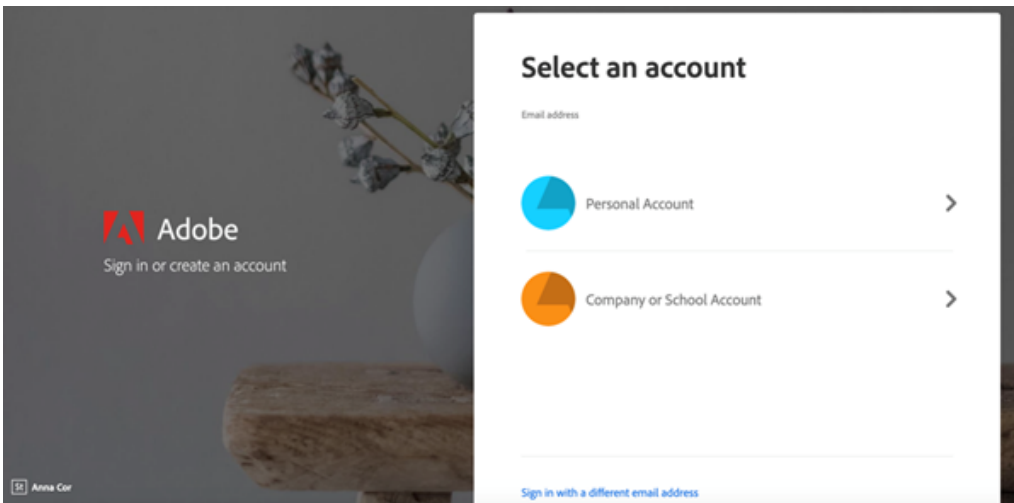 Adobe
Sign in or create an account
St Anna Cor
Select an account
Email address
Personal Account
Company or School Account
Sign in with a different email address